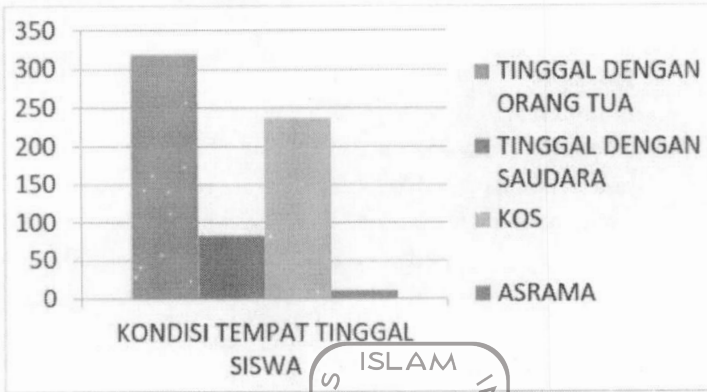 350
300
250
200
150
100
50
0
KONDISI TEMPAT TINGGAL
SISWA
TINGGAL DENGAN
ORANG TUA
TINGGAL DENGAN
SAUDARA
KOS
ASRAMA
ISLAM